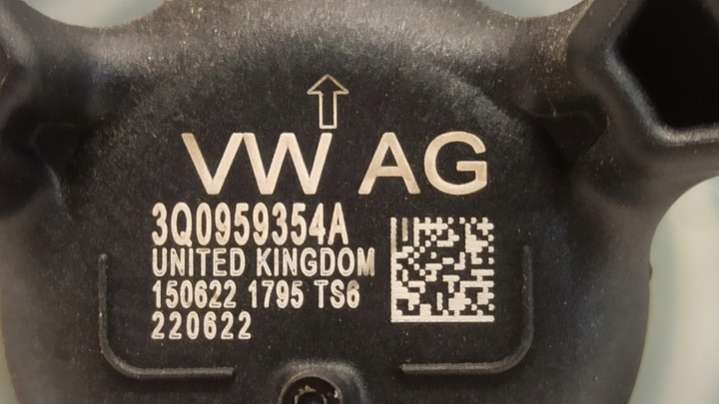 VW AG
3Q0959354A
UNITED KINGDOM
150622 1795 TS6
220622